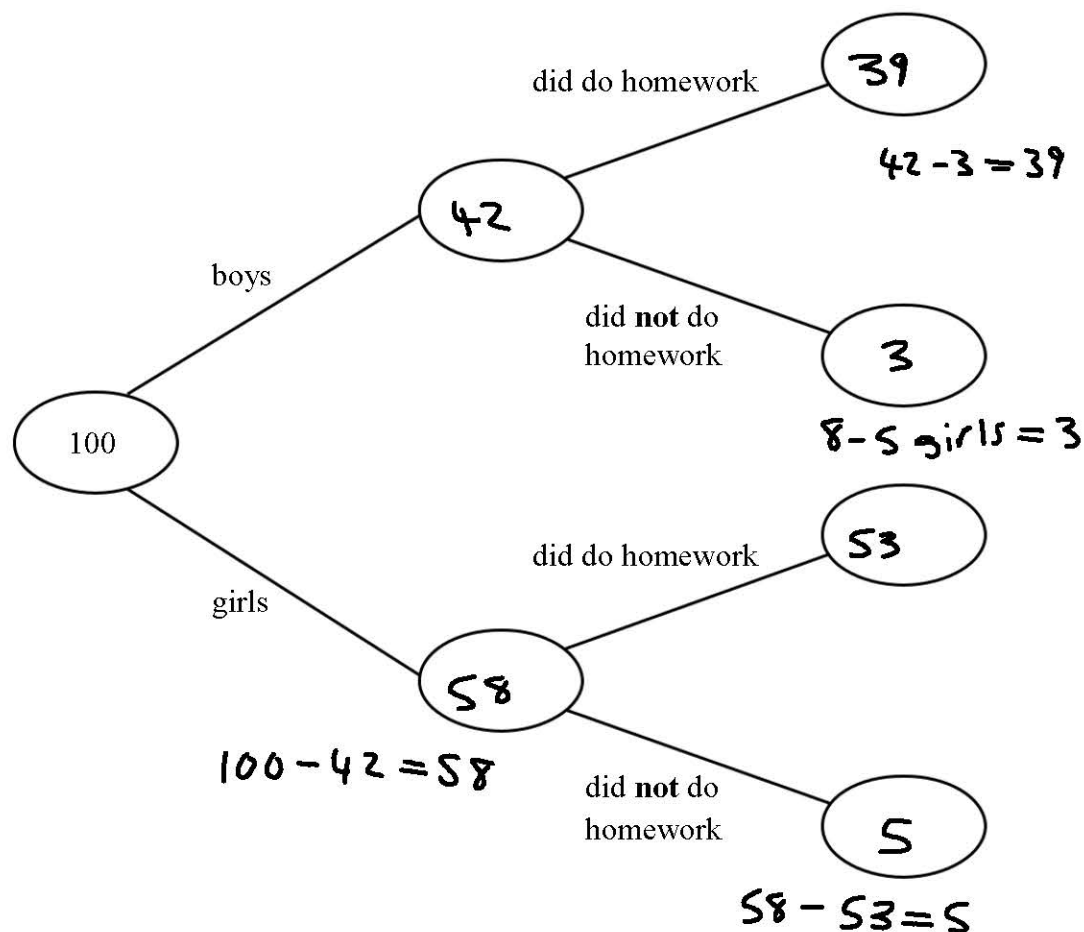 39
did do homework
42 - 3 = 39
42
boys
did not do
homework
3
100
8 - 5 girls = 3
53
did do homework
girls
58
100 - 42 = 58
did not do
homework
5
58 - 53 = 5